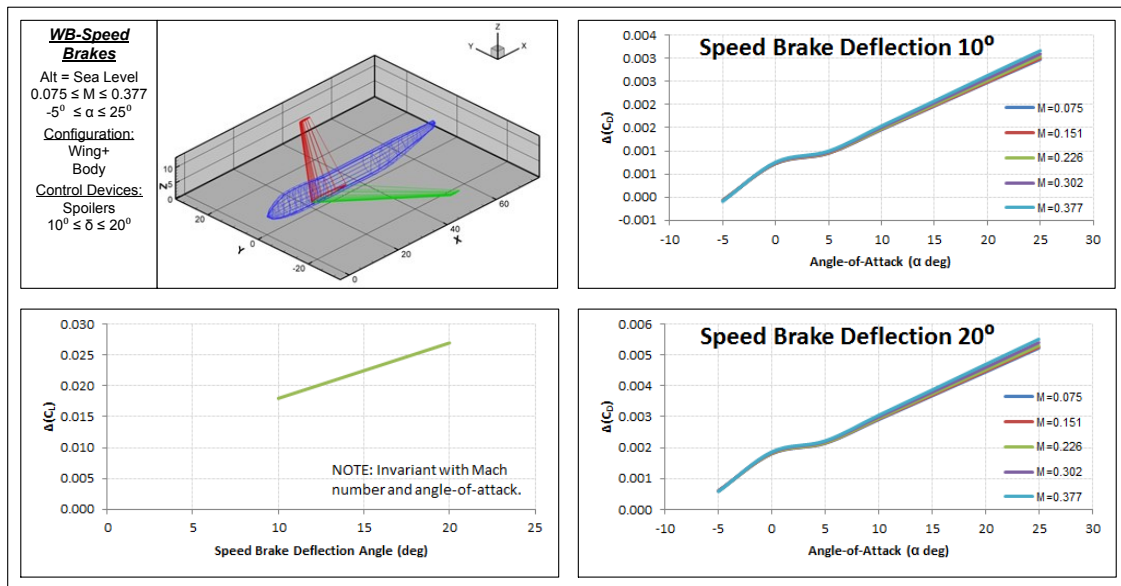 WB-Speed
Brakes
Alt = Sea Level
0.075 ≤ M ≤ 0.377
-5⁰ ≤ α ≤ 25⁰
Configuration:
Wing+
Body
Control Devices:
Spoilers
10⁰ ≤ δ ≤ 20⁰
Z
Y
X
Z
10
5
0
20
0
-20
Y
0
20
40
60
X
Speed Brake Deflection 10⁰
Δ(C_D)
0.004
0.003
0.003
0.002
0.002
0.001
0.001
0.000
-0.001
-10
-5
0
5
10
15
20
25
30
Angle-of-Attack (α deg)
M=0.075
M=0.151
M=0.226
M=0.302
M=0.377
Δ(C_L)
0.030
0.025
0.020
0.015
0.010
0.005
0.000
0
5
10
15
20
25
Speed Brake Deflection Angle (deg)
NOTE: Invariant with Mach
number and angle-of-attack.
Speed Brake Deflection 20⁰
Δ(C_D)
0.006
0.005
0.004
0.003
0.002
0.001
0.000
-10
-5
0
5
10
15
20
25
30
Angle-of-Attack (α deg)
M=0.075
M=0.151
M=0.226
M=0.302
M=0.377